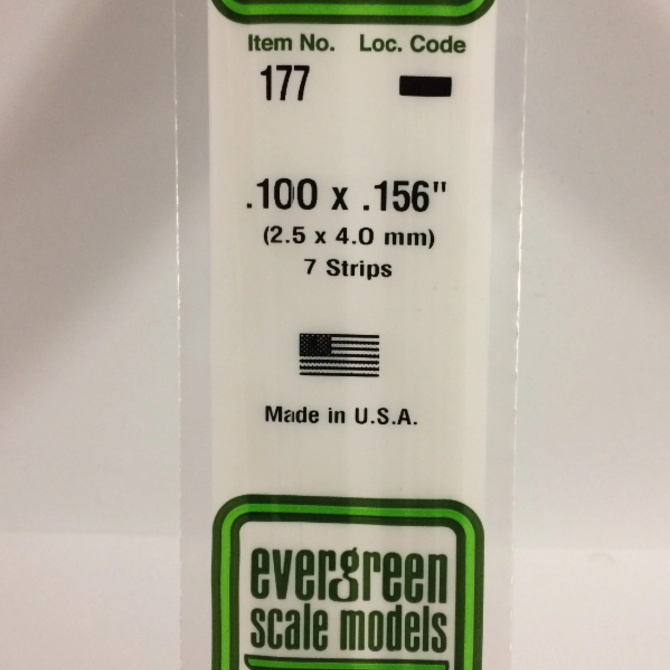 Item No. Loc. Code
177
.100 x .156"
(2.5 x 4.0 mm)
7 Strips
Made in U.S.A.
evergreen
scale models